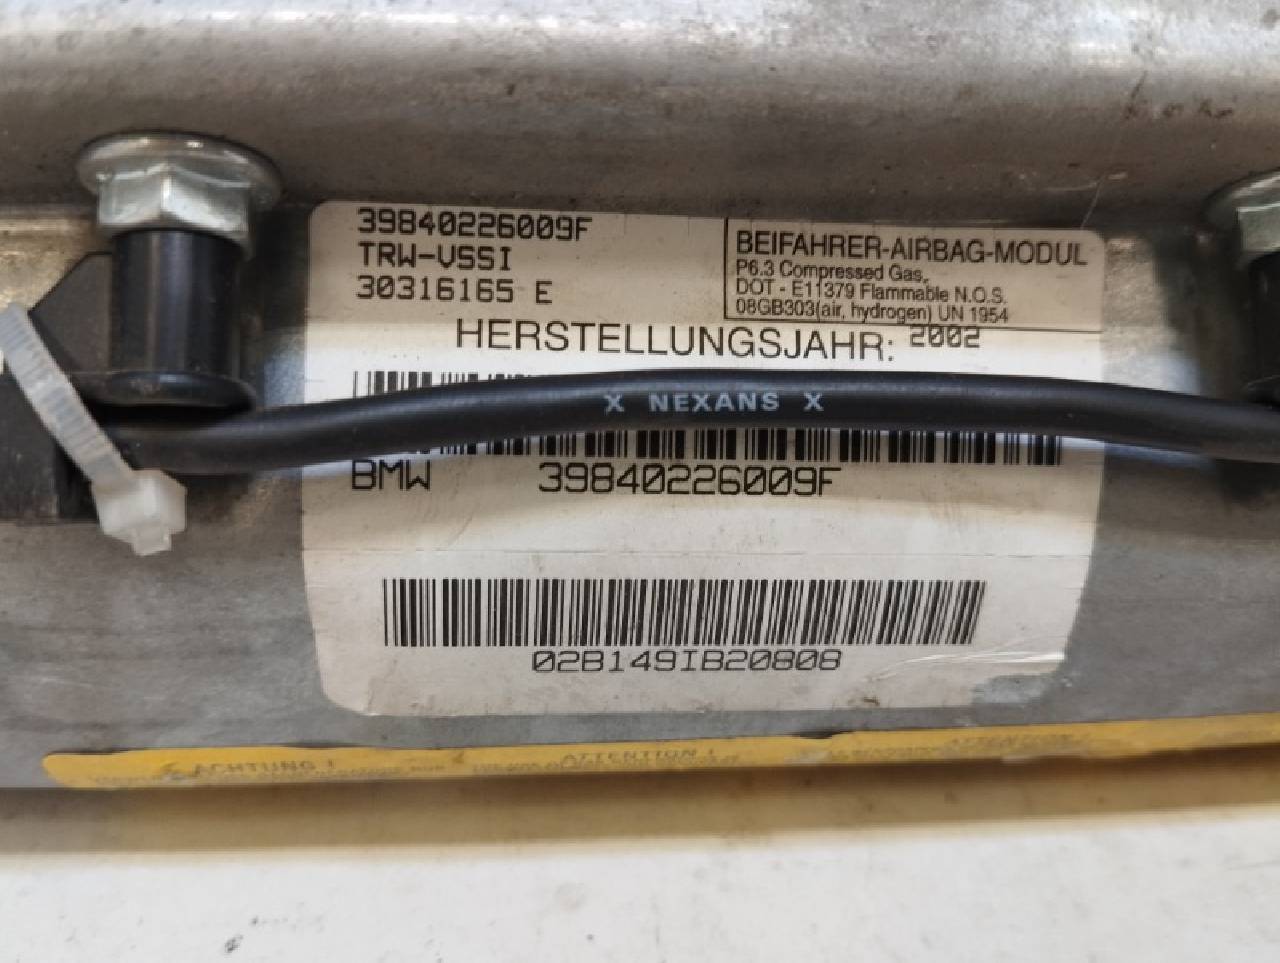 39840226009F
TRW-VSSI
30316165 E
BEIFAHRER-AIRBAG-MODUL
P6.3 Compressed Gas,
DOT - E11379 Flammable N.O.S.
08GB303(air, hydrogen) UN 1954
HERSTELLUNGSJAHR: 2002
X NEXANS X
BMW 39840226009F
02B149IB20808
ACHTUNG ! ATTENTION !